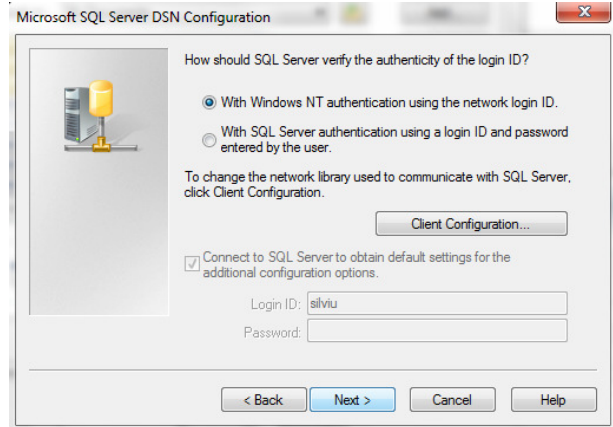 Microsoft SQL Server DSN Configuration
How should SQL Server verify the authenticity of the login ID?
With Windows NT authentication using the network login ID.
With SQL Server authentication using a login ID and password
entered by the user.
To change the network library used to communicate with SQL Server,
click Client Configuration.
Client Configuration...
Connect to SQL Server to obtain default settings for the
additional configuration options.
Login ID: silviu
Password:
< Back Next > Cancel Help